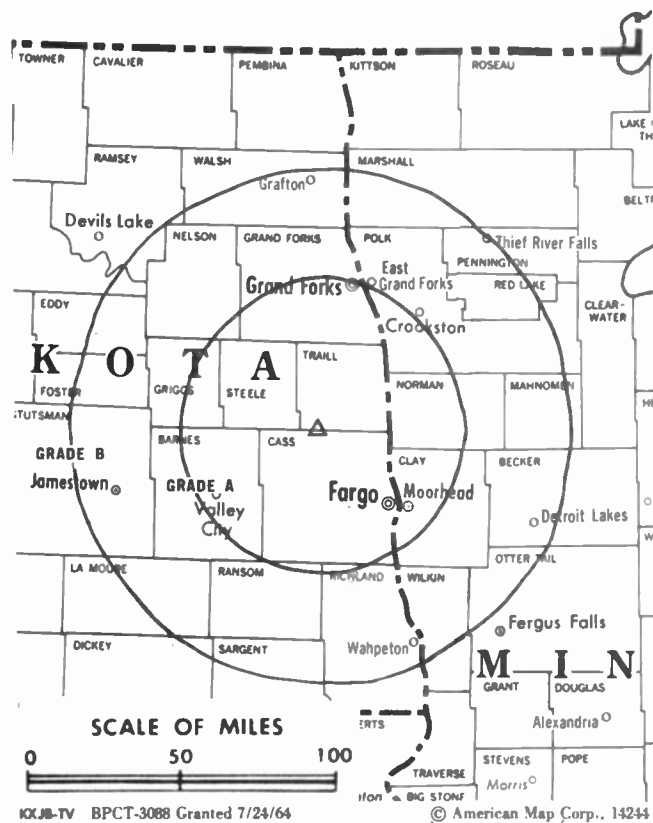 TOWNER CAVALIER PEMBINA KITTSON ROSEAU
LAKE
TH
RAMSEY WALSH MARSHALL
Grafton
BELTR
Devils Lake
NELSON GRAND FORKS POLK
Thief River Falls
East
Grand Forks
PENNINGTON
Grand Forks
RED LAKE
EDDY
CLEAR-
WATER
Crookston
K O T A
TRAILL
FOSTER GRIGGS STEELE
NORMAN MAHNOMEN
STUTSMAN
BARNES CASS
GRADE B
CLAY BECKER
Jamestown
GRADE A
Fargo Moorhead
Valley
City
Detroit Lakes
OTTER TAIL
LA MOURE RANSOM RICHLAND WILKIN
Fergus Falls
Wahpeton
DICKEY SARGENT
M I N
GRANT DOUGLAS
SCALE OF MILES
ERTS
Alexandria
0 50 100
STEVENS POPE
TRAVERSE
Morris
BIG STONE
KXJB-TV BPCT-3088 Granted 7/24/64
© American Map Corp., 14244